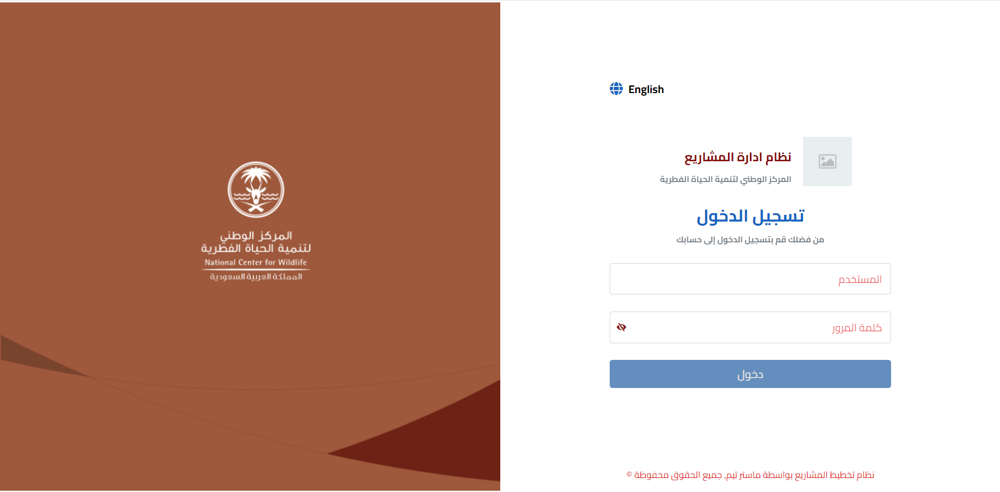 المركز الوطني
لتنمية الحياة الفطرية
National Center for Wildlife
المملكة العربية السعودية
English
نظام ادارة المشاريع
المركز الوطني لتنمية الحياة الفطرية
تسجيل الدخول
من فضلك قم بتسجيل الدخول إلى حسابك
المستخدم
كلمة المرور
دخول
نظام تخطيط المشاريع بواسطة ماستر تيم, جميع الحقوق محفوظة ©